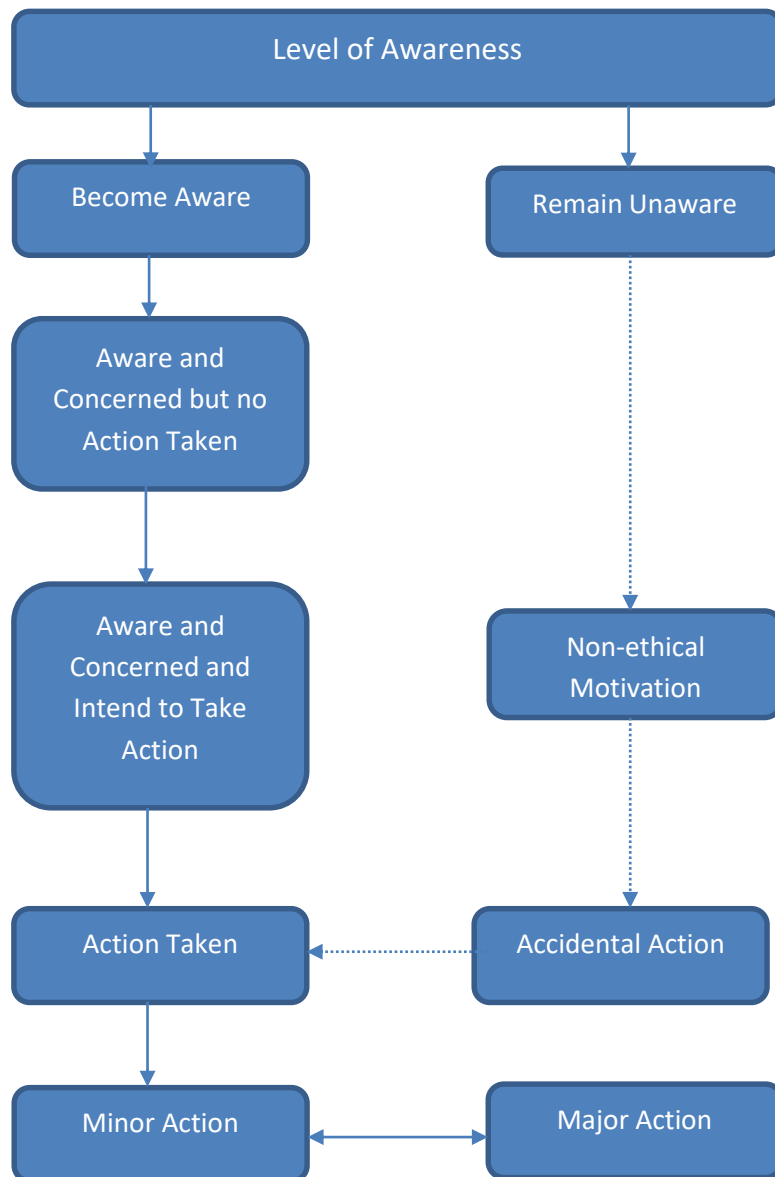 Level of Awareness
Become Aware
Remain Unaware
Aware and
Concerned but no
Action Taken
Aware and
Concerned and
Intend to Take
Action
Non-ethical
Motivation
Action Taken
Accidental Action
Minor Action
Major Action